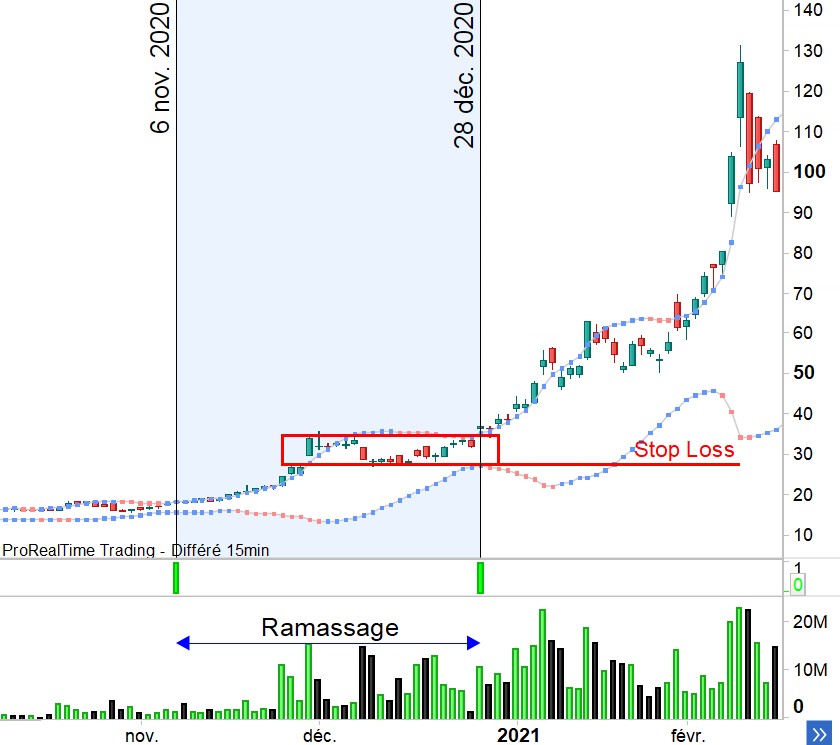 6 nov. 2020
28 déc. 2020
140
130
120
110
100
90
80
70
60
50
40
30
20
10
Stop Loss
ProRealTime Trading - Différé 15min
1
0
Ramassage
20M
10M
0
nov.
déc.
2021
févr.